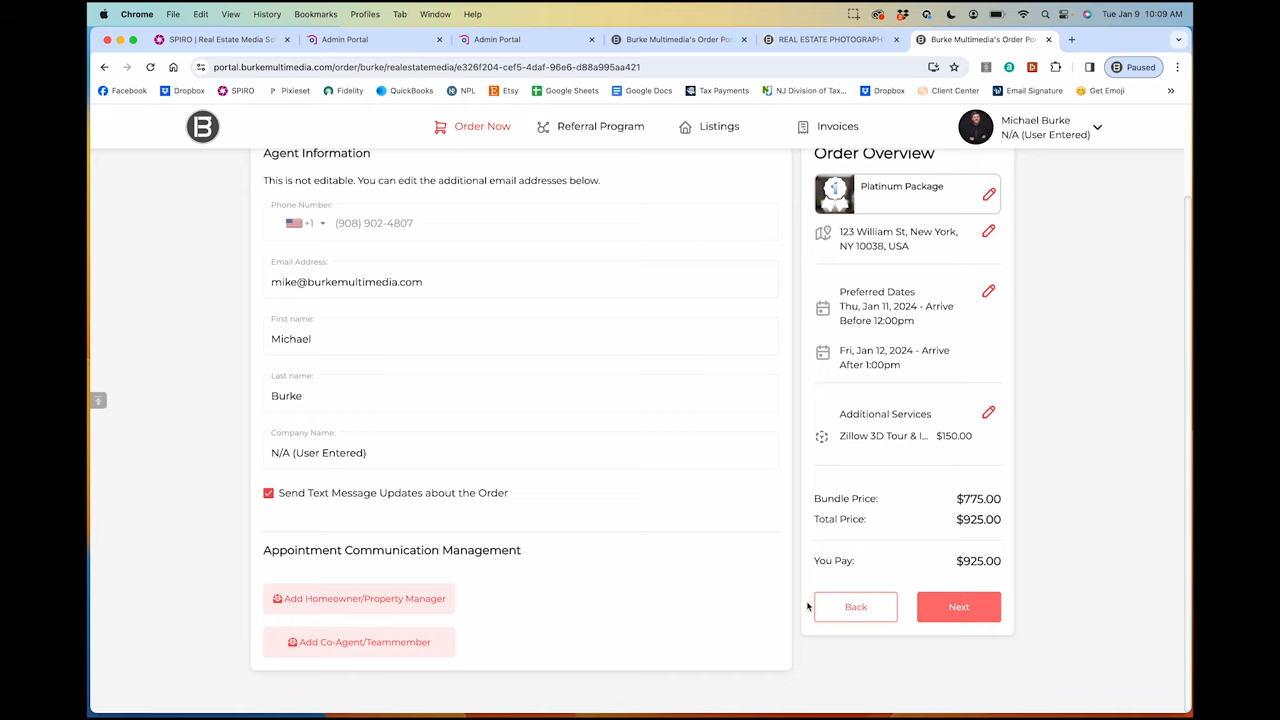 Chrome File Edit View History Bookmarks Profiles Tab Window Help Tue Jan 9 10:09 AM
SPIRO | Real Estate Media So
Admin Portal
Admin Portal
Burke Multimedia's Order Por
REAL ESTATE PHOTOGRAPH
Burke Multimedia's Order Por
portal.burkemultimedia.com/order/burke/realestatemedia/e326f204-cef5-4daf-96e6-d88a995aa421
Paused
Facebook Dropbox SPIRO Pixieset Fidelity QuickBooks NPL Etsy Google Sheets Google Docs Tax Payments NJ Division of Tax... Dropbox Client Center Email Signature Get Emoji »
B
Order Now
Referral Program
Listings
Invoices
Michael Burke
N/A (User Entered)
Agent Information
This is not editable. You can edit the additional email addresses below.
Phone Number:
+1 (908) 902-4807
Email Address:
mike@burkemultimedia.com
First name:
Michael
Last name:
Burke
Company Name:
N/A (User Entered)
Send Text Message Updates about the Order
Appointment Communication Management
Add Homeowner/Property Manager
Add Co-Agent/Teammember
Order Overview
1
Platinum Package
123 William St, New York,
NY 10038, USA
Preferred Dates
Thu, Jan 11, 2024 - Arrive
Before 12:00pm
Fri, Jan 12, 2024 - Arrive
After 1:00pm
Additional Services
Zillow 3D Tour & I... $150.00
Bundle Price: $775.00
Total Price: $925.00
You Pay: $925.00
Back
Next